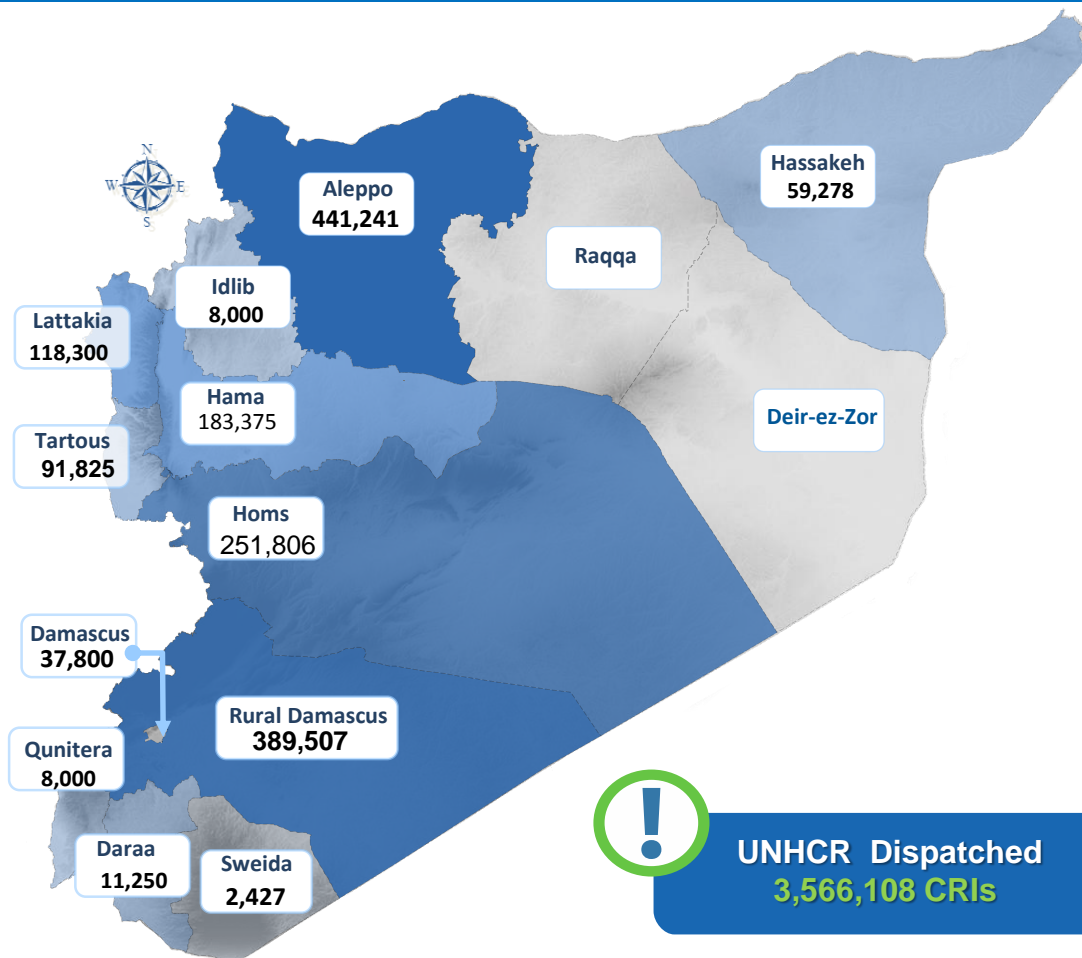 N
W E
S
Aleppo
441,241
Hassakeh
59,278
Raqqa
Idlib
8,000
Lattakia
118,300
Hama
183,375
Deir-ez-Zor
Tartous
91,825
Homs
251,806
Damascus
37,800
Rural Damascus
389,507
Qunitera
8,000
Daraa
11,250
Sweida
2,427
!
UNHCR Dispatched
3,566,108 CRIs